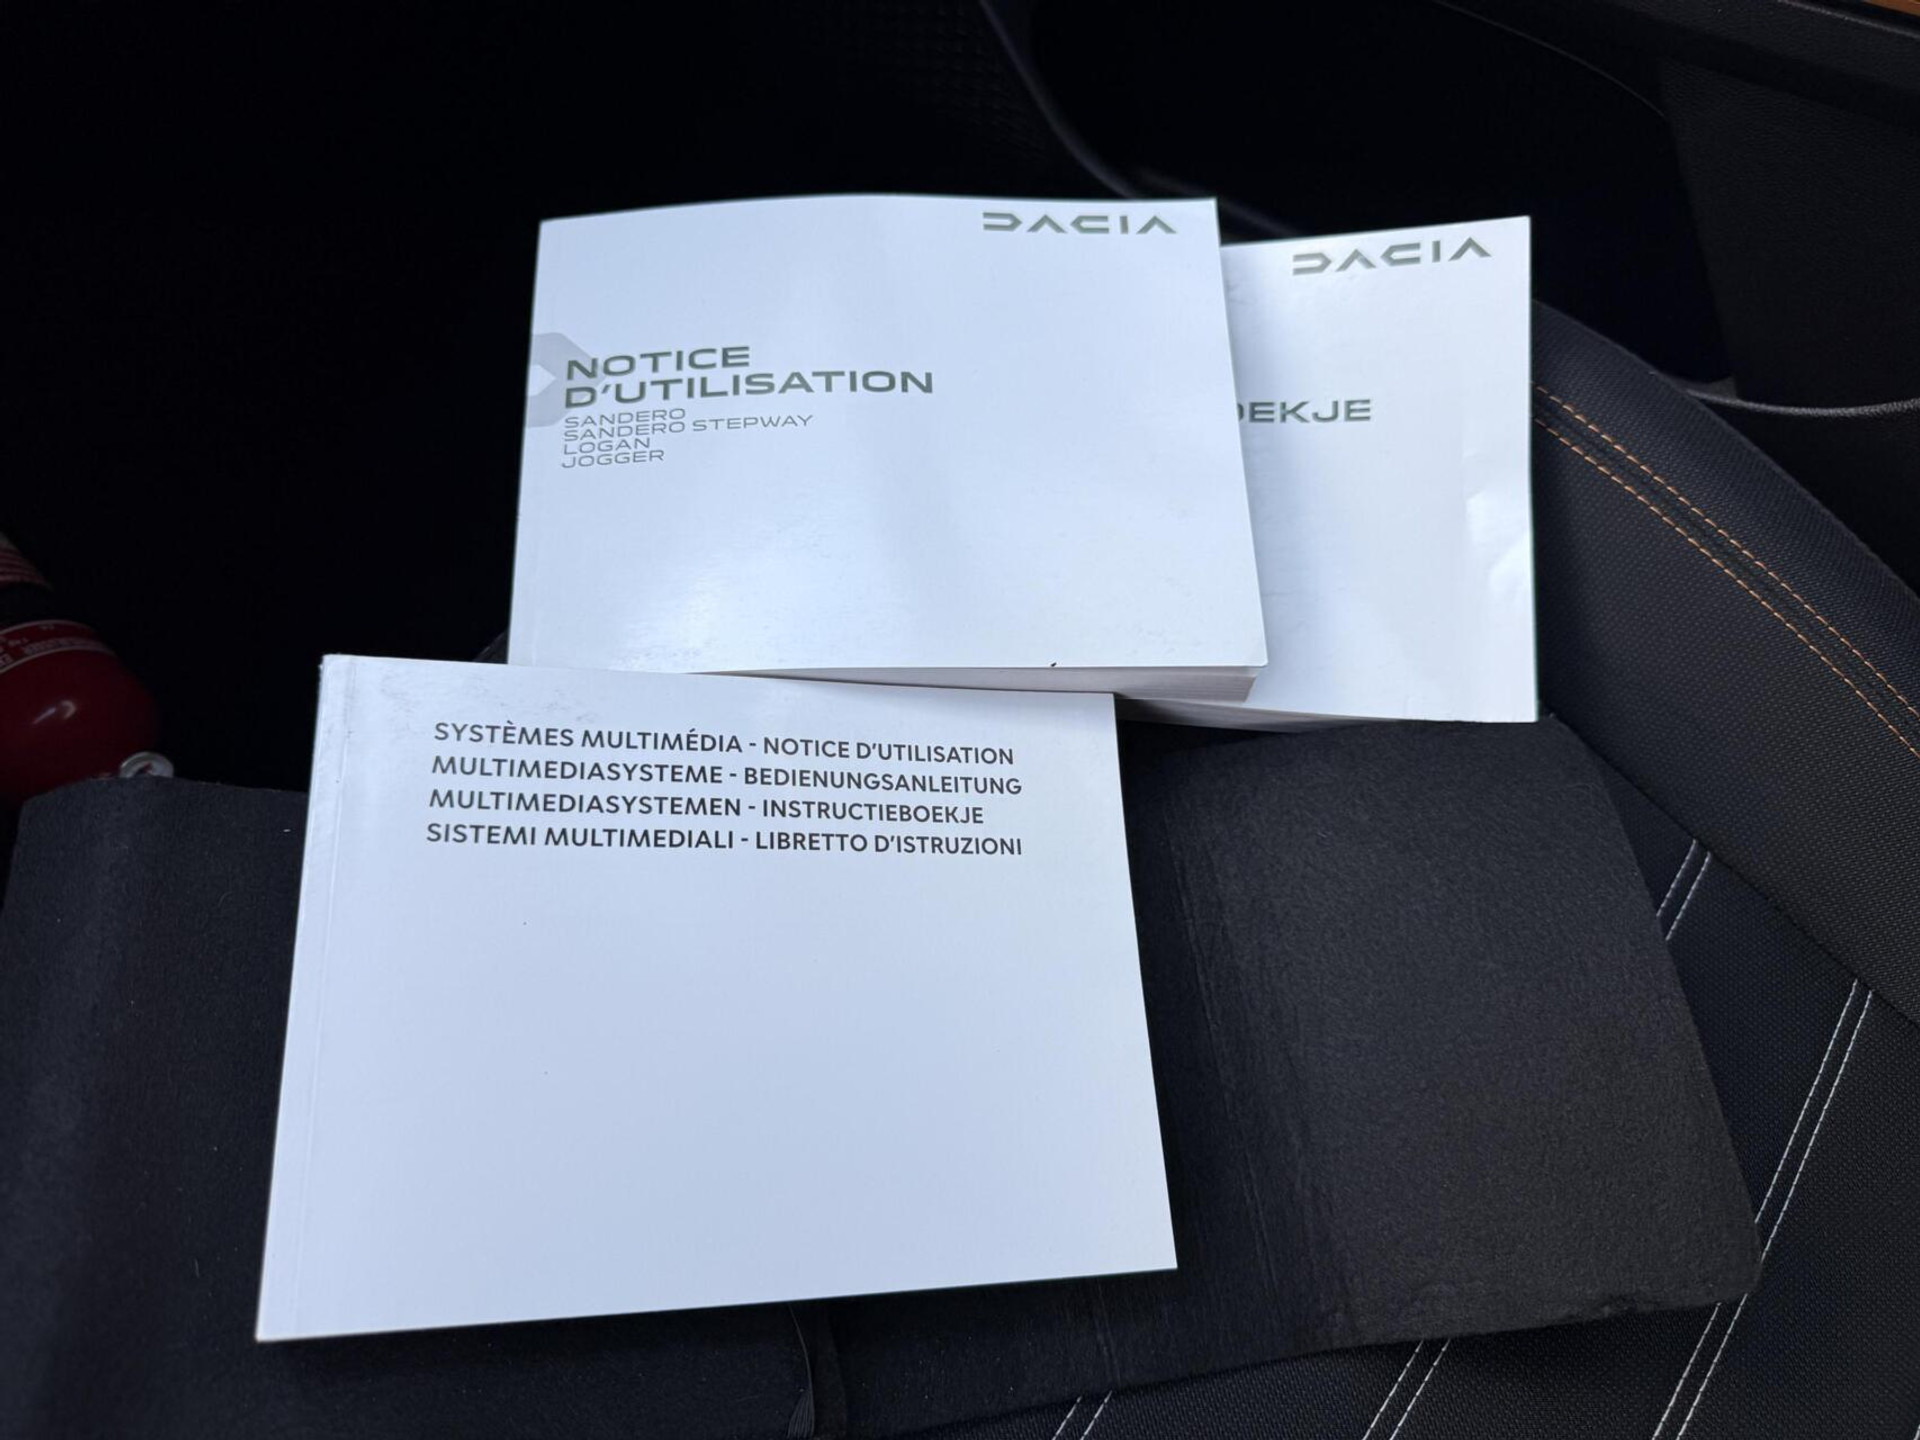 DACIA
NOTICE
D'UTILISATION
SANDERO
SANDERO STEPWAY
LOGAN
JOGGER
DACIA
OEKJE
SYSTÈMES MULTIMÉDIA - NOTICE D'UTILISATION
MULTIMEDIASYSTEME - BEDIENUNGSANLEITUNG
MULTIMEDIASYSTEMEN - INSTRUCTIEBOEKJE
SISTEMI MULTIMEDIALI - LIBRETTO D'ISTRUZIONI